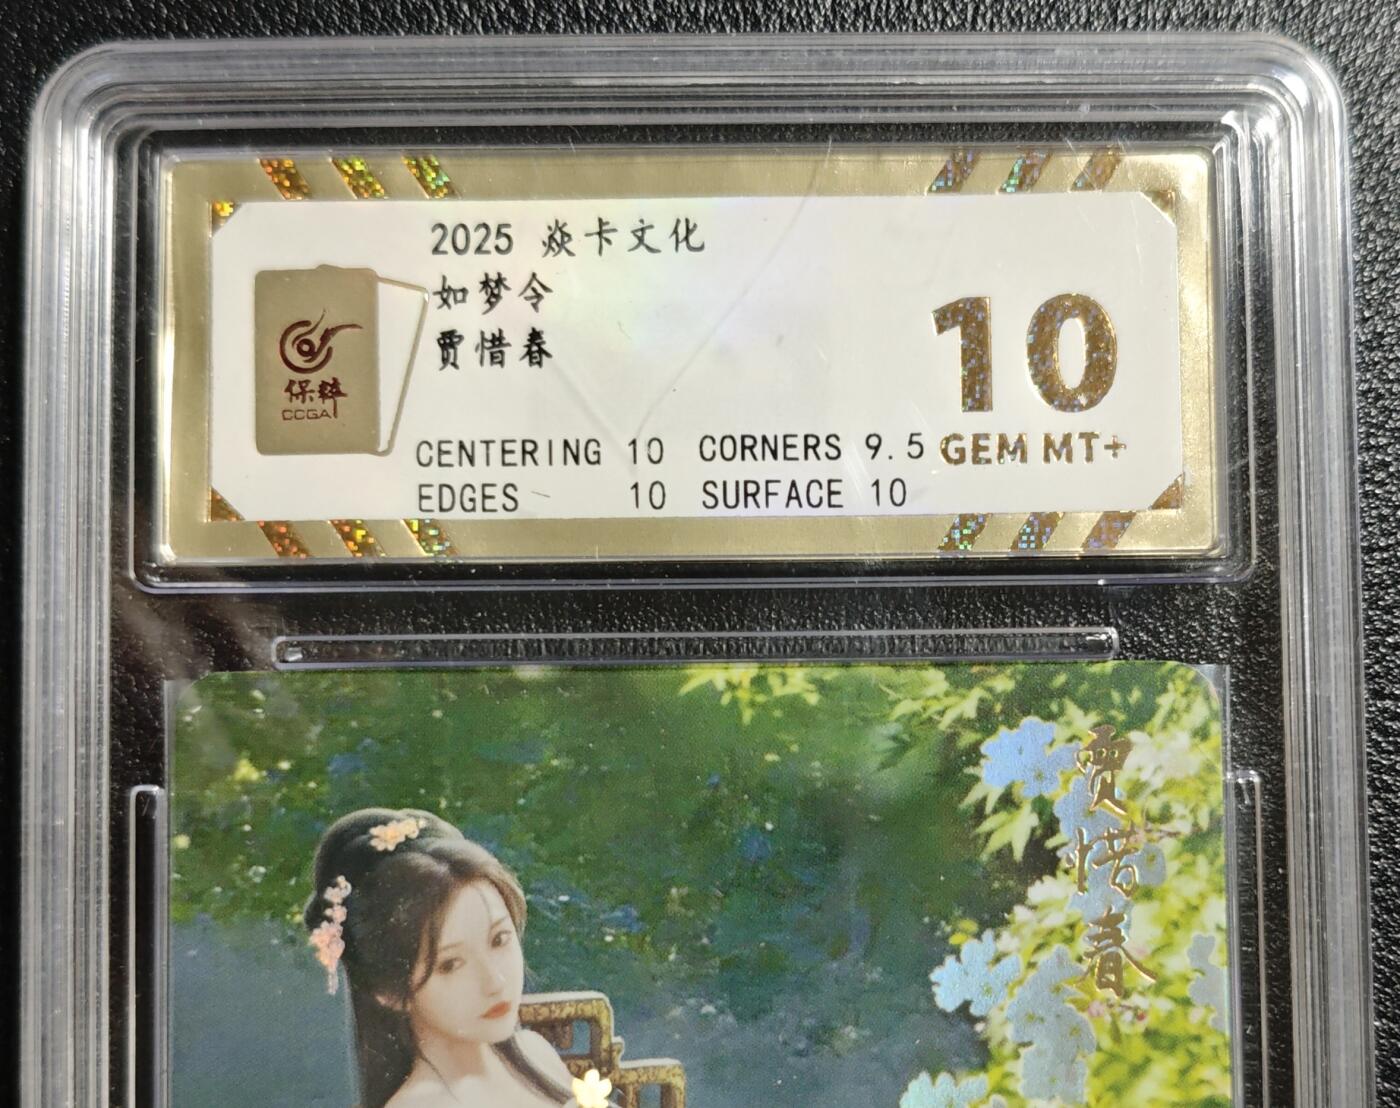 2025 焱卡文化
如梦令
贾惜春
保粹
CCGA
10
GEM MT+
CENTERING 10 CORNERS 9.5
EDGES 10 SURFACE 10
贾惜春